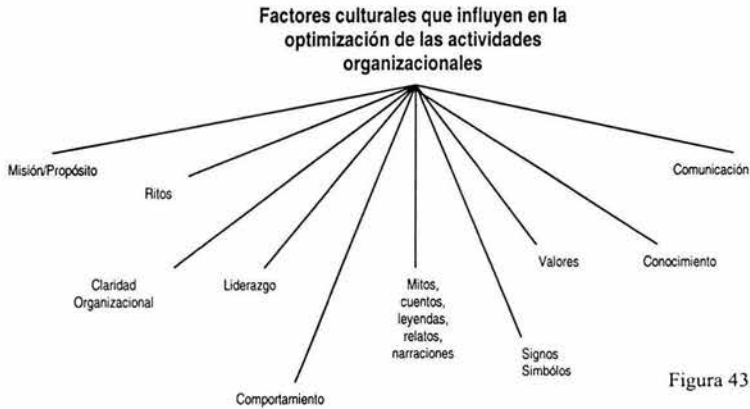 Factores culturales que influyen en la
optimización de las actividades
organizacionales
Misión/Propósito
Ritos
Claridad
Organizacional
Liderazgo
Comportamiento
Mitos,
cuentos,
leyendas,
relatos,
narraciones
Signos
Simbólos
Valores
Conocimiento
Comunicación
Figura 43